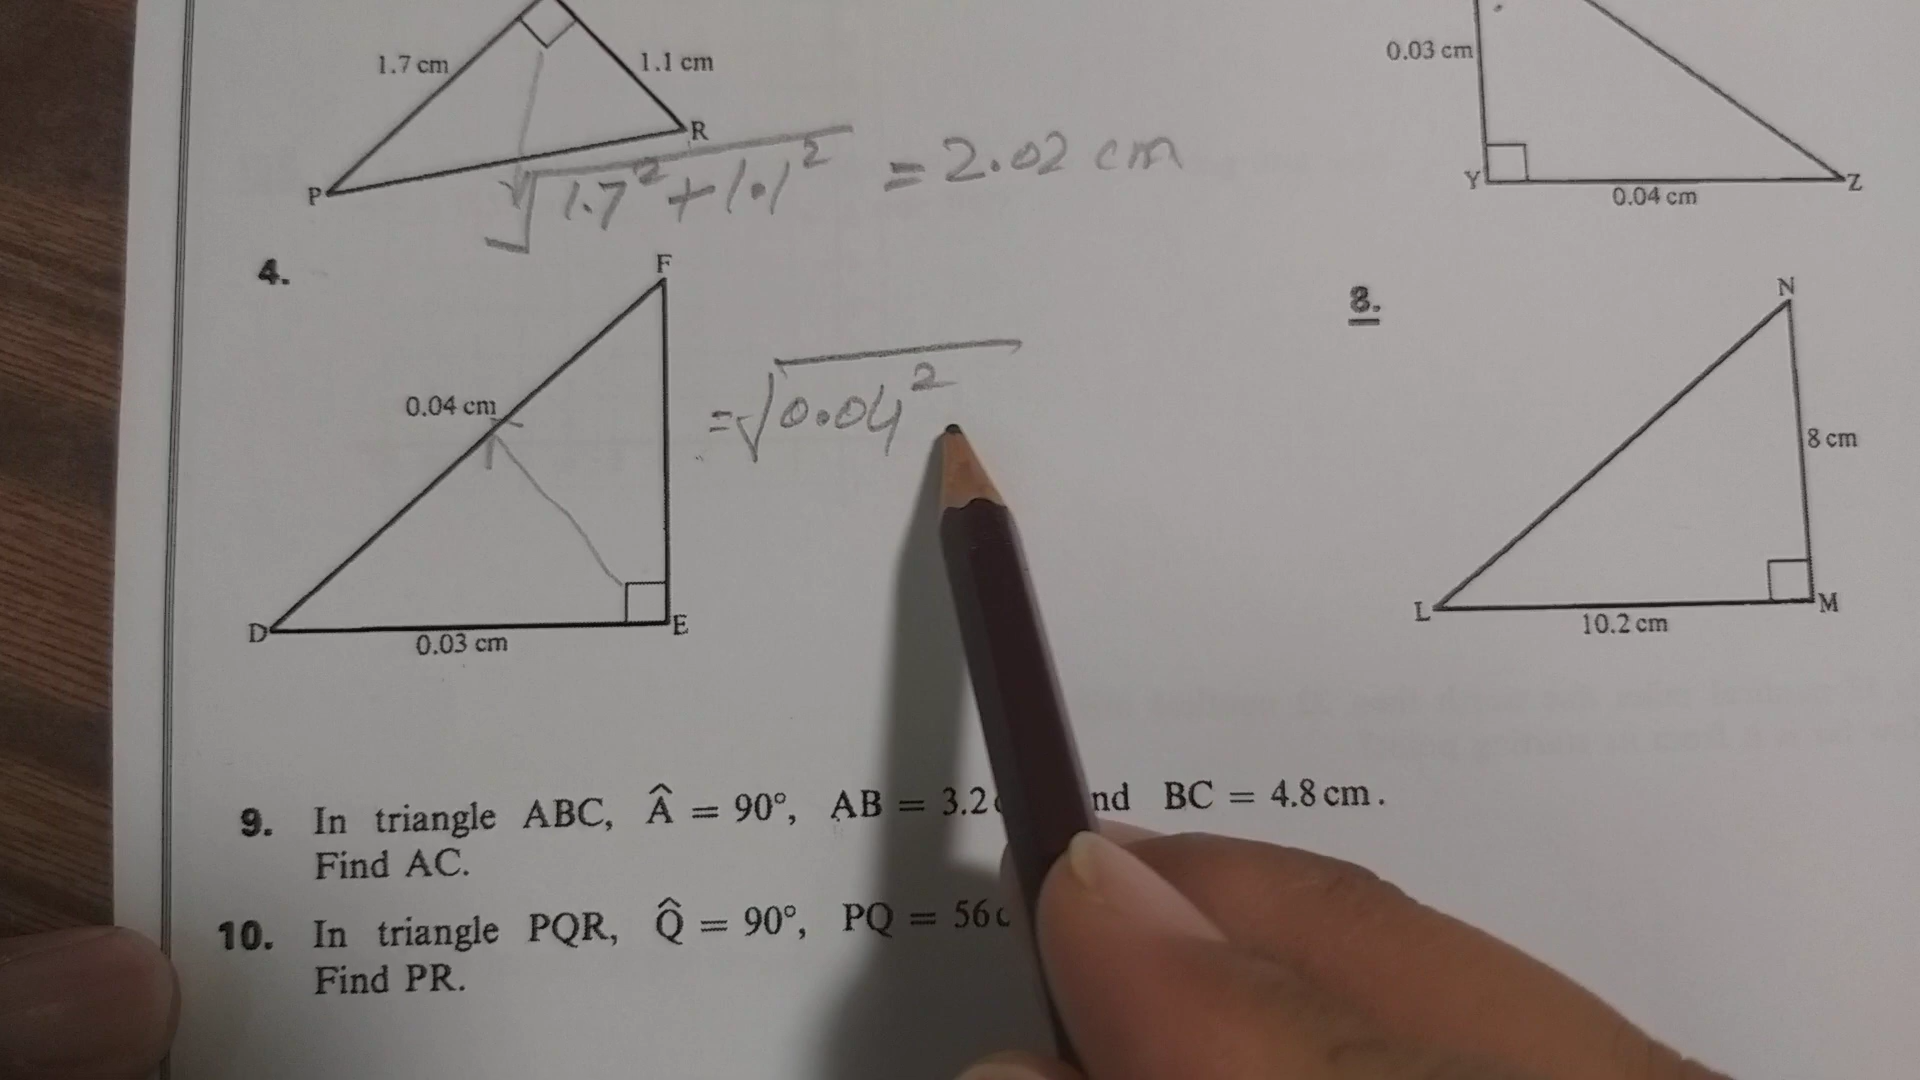 1.7 cm
1.1 cm
R
P
√1.7² + 1.1² = 2.02 cm
0.03 cm
Y
0.04 cm
Z
4.
F
0.04 cm
= √0.04²
D
0.03 cm
E
8.
N
8 cm
L
10.2 cm
M
9. In triangle ABC, Â = 90°, AB = 3.2 nd BC = 4.8 cm.
Find AC.
10. In triangle PQR, Q̂ = 90°, PQ = 56c
Find PR.